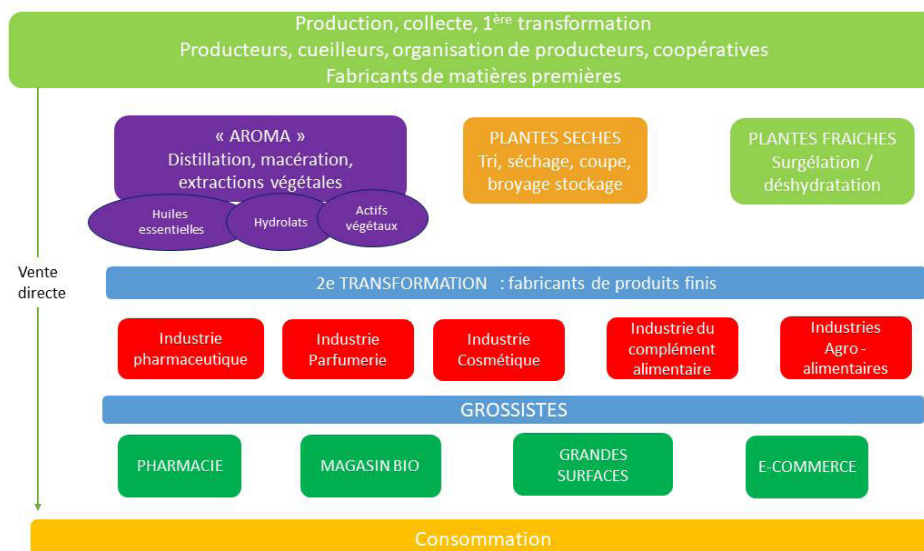 Production, collecte, 1ère transformation
Producteurs, cueilleurs, organisation de producteurs, coopératives
Fabricants de matières premières
« AROMA »
Distillation, macération,
extractions végétales
Huiles
essentielles
Hydrolats
Actifs
végétaux
PLANTES SECHES
Tri, séchage, coupe,
broyage stockage
PLANTES FRAICHES
Surgélation /
déshydratation
Vente
directe
2e TRANSFORMATION : fabricants de produits finis
Industrie
pharmaceutique
Industrie
Parfumerie
Industrie
Cosmétique
Industrie du
complément
alimentaire
Industries
Agro -
alimentaires
GROSSISTES
PHARMACIE
MAGASIN BIO
GRANDES
SURFACES
E-COMMERCE
Consommation